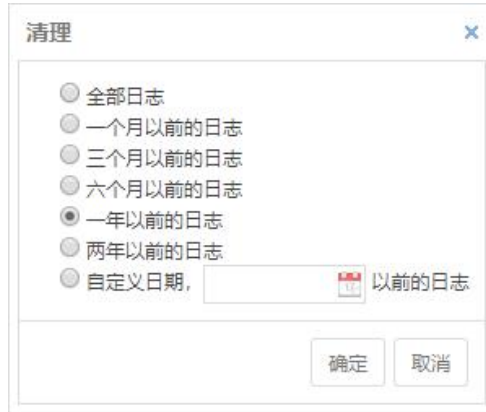 清理
全部日志
一个月以前的日志
三个月以前的日志
六个月以前的日志
一年以前的日志
两年以前的日志
自定义日期， 以前的日志
确定 取消